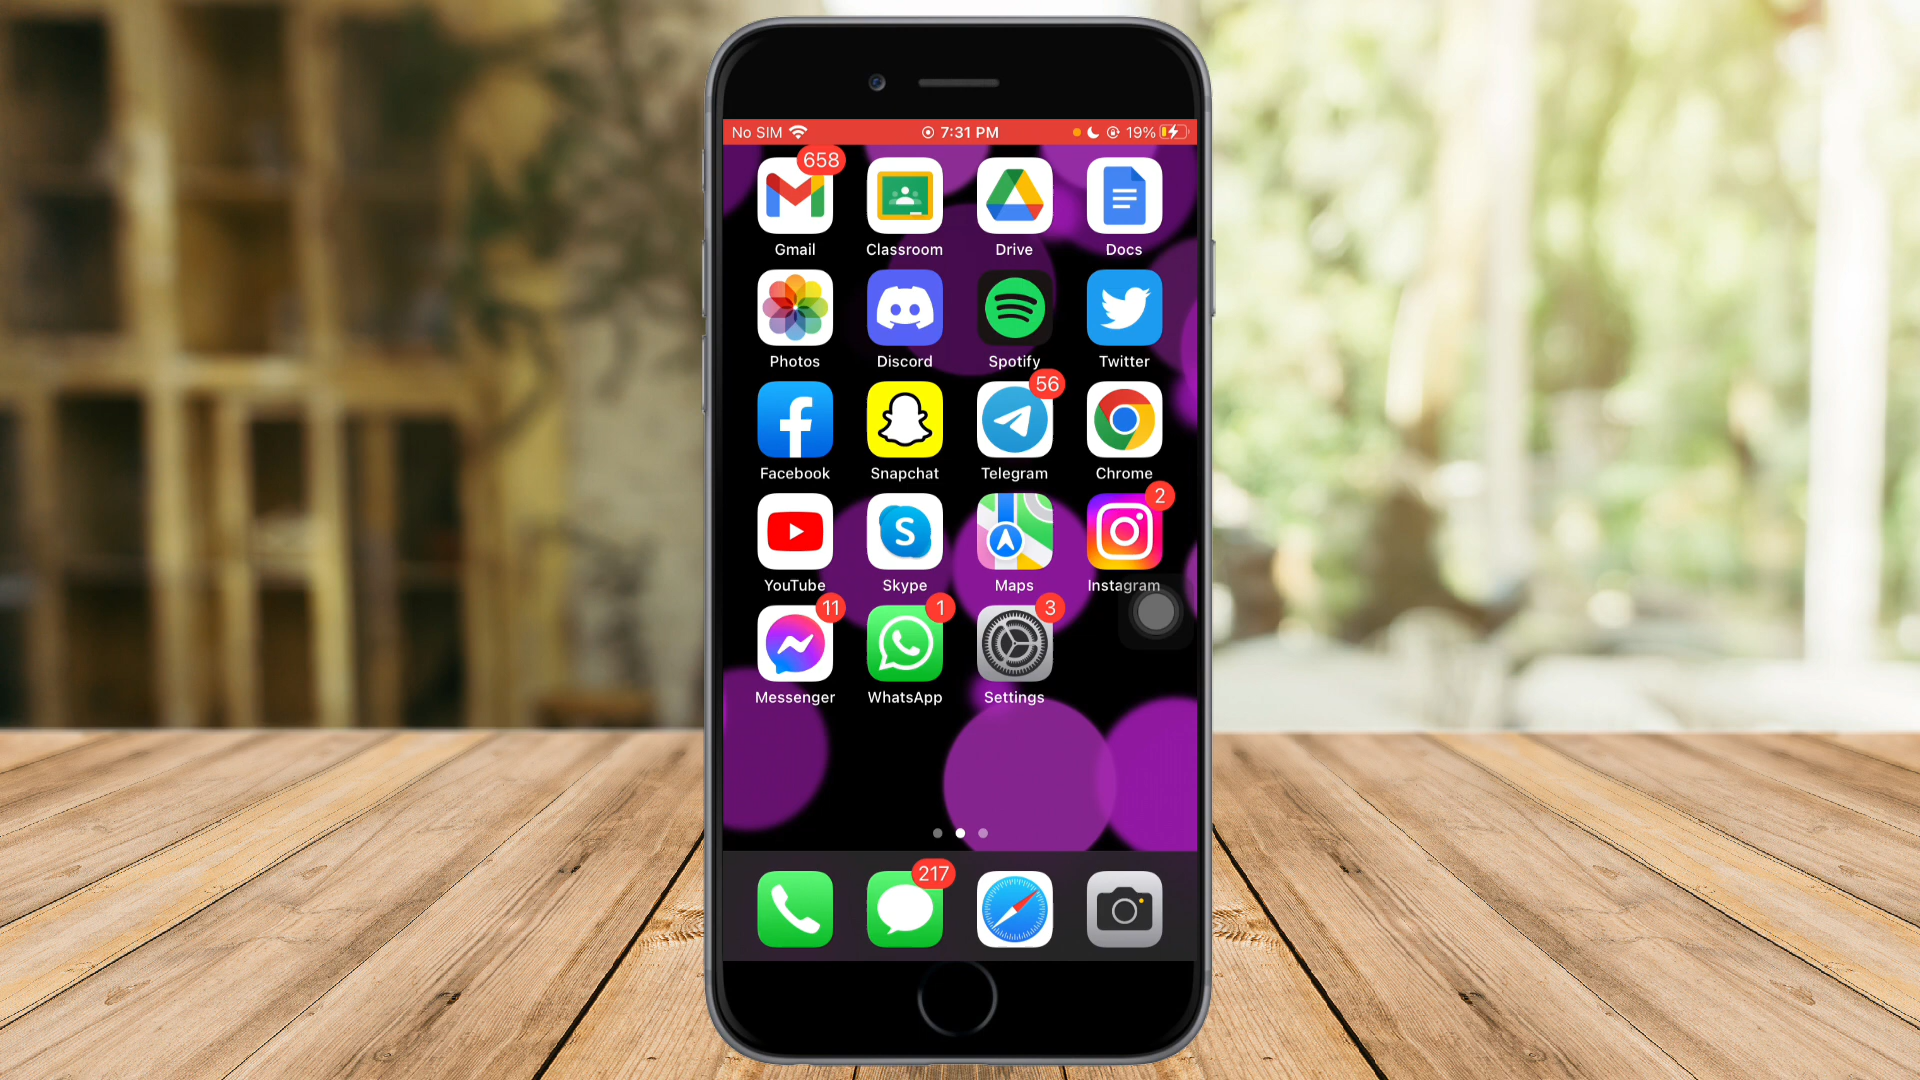 No SIM 7:31 PM 19%
658
Gmail Classroom Drive Docs
Photos Discord Spotify Twitter
56
Facebook Snapchat Telegram Chrome
2
S
YouTube Skype Maps Instagram
11 1 3
Messenger WhatsApp Settings
217